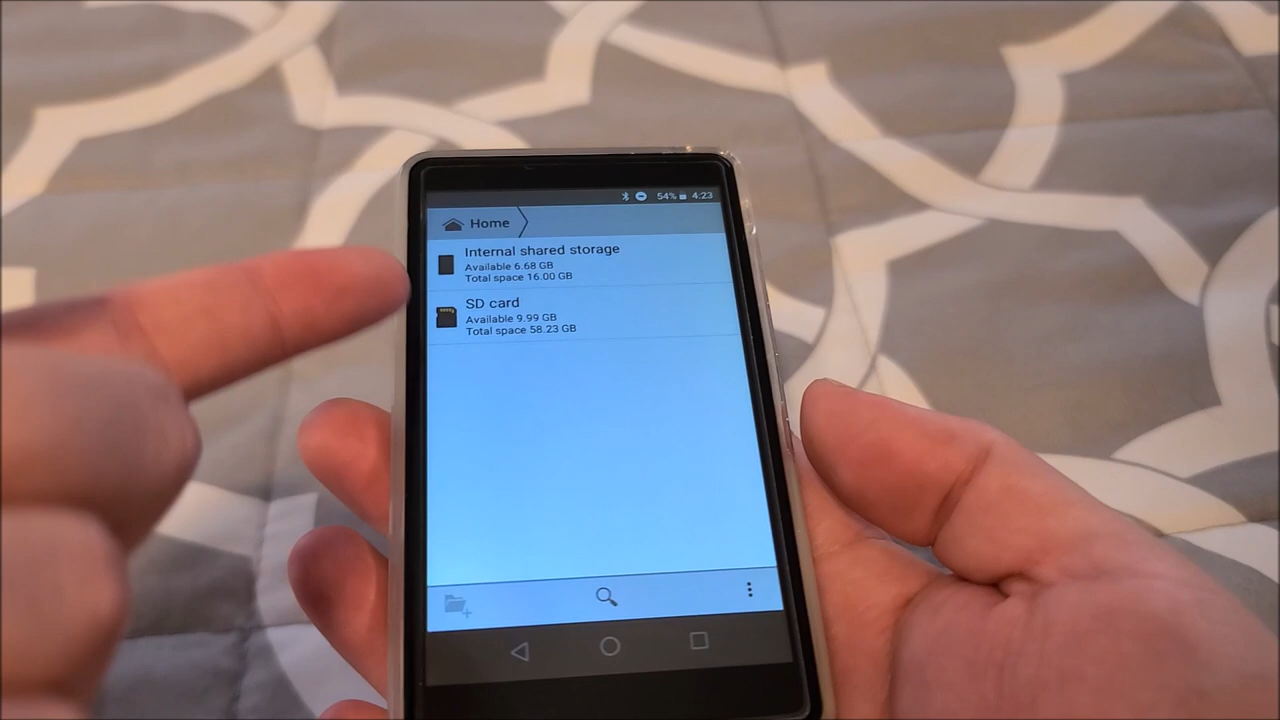 54% 4:23
Home
Internal shared storage
Available 6.68 GB
Total space 16.00 GB
SD card
Available 9.99 GB
Total space 58.23 GB